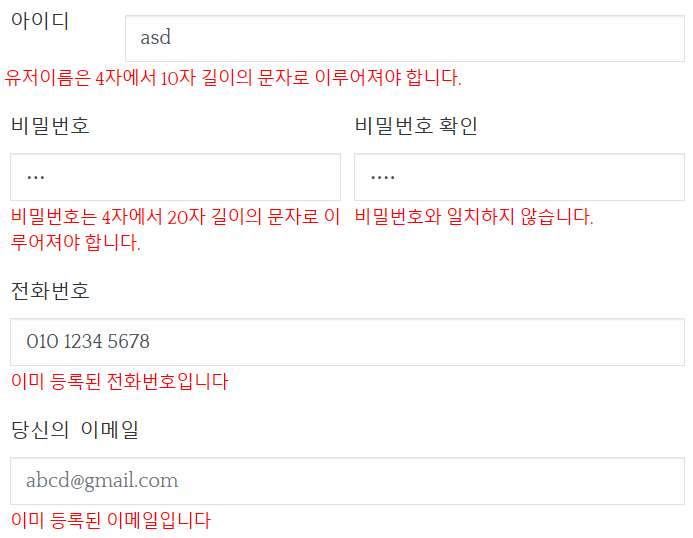 아이디
asd
유저이름은 4자에서 10자 길이의 문자로 이루어져야 합니다.
비밀번호
비밀번호 확인
···
····
비밀번호는 4자에서 20자 길이의 문자로 이
루어져야 합니다.
비밀번호와 일치하지 않습니다.
전화번호
010 1234 5678
이미 등록된 전화번호입니다
당신의 이메일
abcd@gmail.com
이미 등록된 이메일입니다